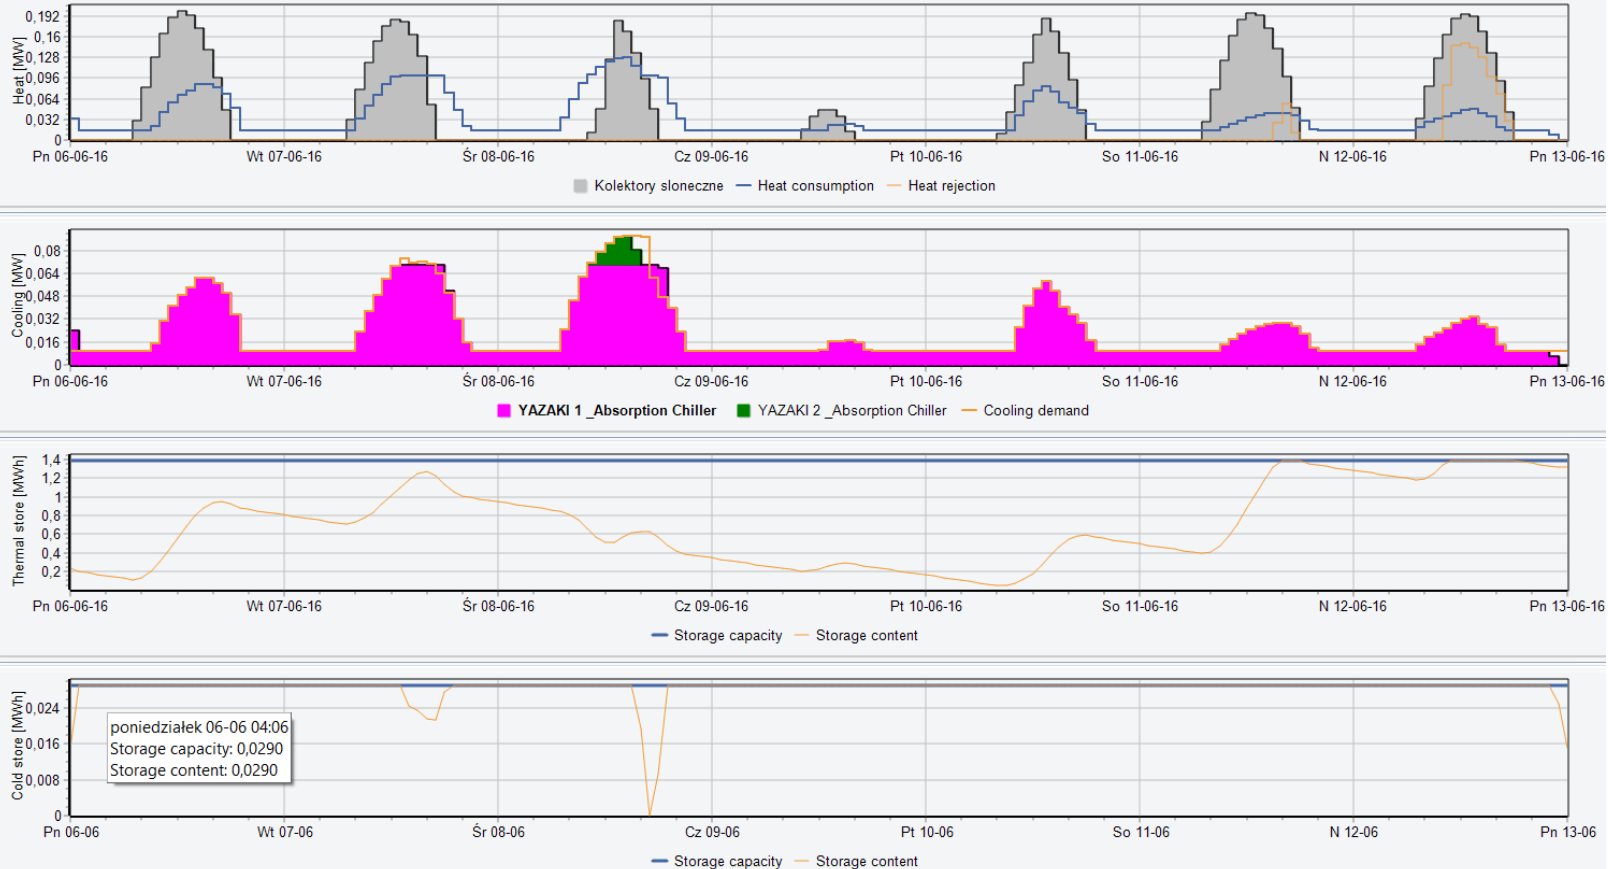 Heat [MW]
0,192
0,16
0,128
0,096
0,064
0,032
0
Pn 06-06-16 Wt 07-06-16 Śr 08-06-16 Cz 09-06-16 Pt 10-06-16 So 11-06-16 N 12-06-16 Pn 13-06-16
Kolektory sloneczne Heat consumption Heat rejection
Cooling [MW]
0,08
0,064
0,048
0,032
0,016
0
Pn 06-06-16 Wt 07-06-16 Śr 08-06-16 Cz 09-06-16 Pt 10-06-16 So 11-06-16 N 12-06-16 Pn 13-06-16
YAZAKI 1 _Absorption Chiller YAZAKI 2 _Absorption Chiller Cooling demand
Thermal store [MWh]
1,4
1,2
1
0,8
0,6
0,4
0,2
Pn 06-06-16 Wt 07-06-16 Śr 08-06-16 Cz 09-06-16 Pt 10-06-16 So 11-06-16 N 12-06-16 Pn 13-06-16
Storage capacity Storage content
Cold store [MWh]
0,024
0,016
0,008
0
poniedziałek 06-06 04:06
Storage capacity: 0,0290
Storage content: 0,0290
Pn 06-06 Wt 07-06 Śr 08-06 Cz 09-06 Pt 10-06 So 11-06 N 12-06 Pn 13-06
Storage capacity Storage content